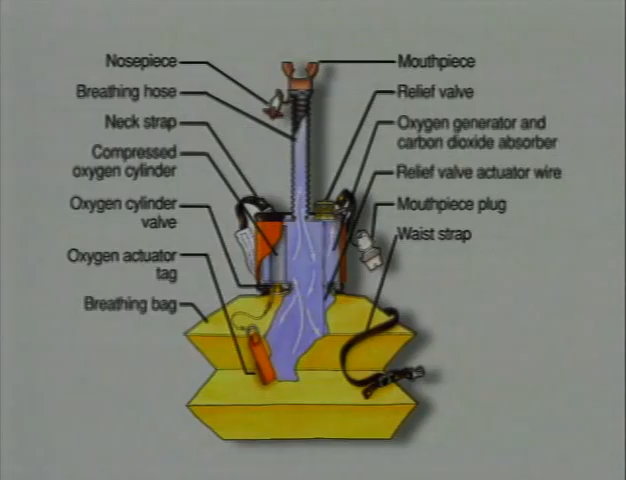 Nosepiece
Breathing hose
Neck strap
Compressed
oxygen cylinder
Oxygen cylinder
valve
Oxygen actuator
tag
Breathing bag
Mouthpiece
Relief valve
Oxygen generator and
carbon dioxide absorber
Relief valve actuator wire
Mouthpiece plug
Waist strap